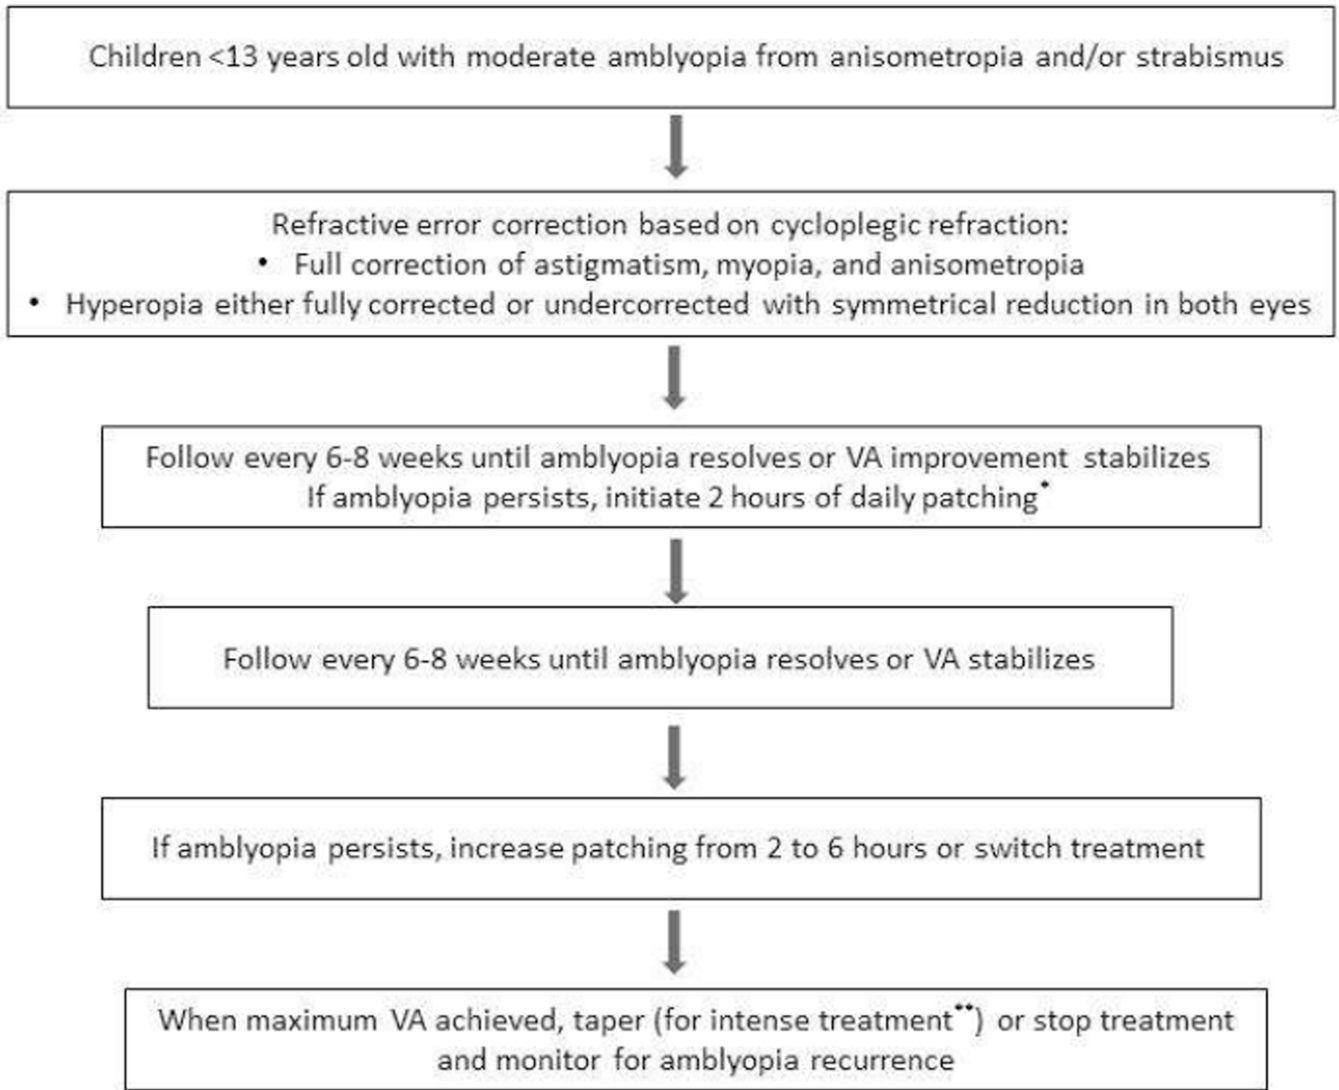 Children <13 years old with moderate amblyopia from anisometropia and/or strabismus
Refractive error correction based on cycloplegic refraction:
• Full correction of astigmatism, myopia, and anisometropia
• Hyperopia either fully corrected or undercorrected with symmetrical reduction in both eyes
Follow every 6-8 weeks until amblyopia resolves or VA improvement stabilizes
If amblyopia persists, initiate 2 hours of daily patching*
Follow every 6-8 weeks until amblyopia resolves or VA stabilizes
If amblyopia persists, increase patching from 2 to 6 hours or switch treatment
When maximum VA achieved, taper (for intense treatment**) or stop treatment
and monitor for amblyopia recurrence